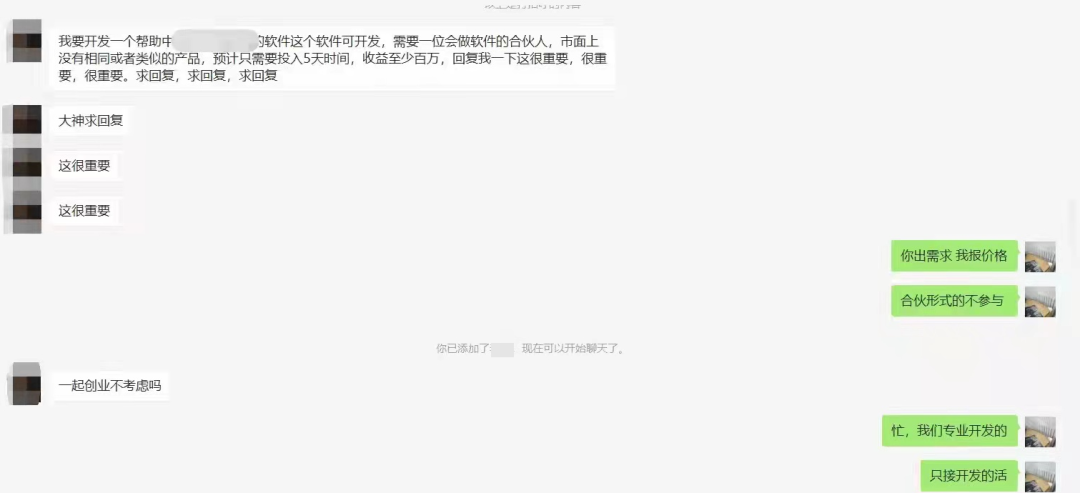 我要开发一个帮助中的软件这个软件可开发，需要一位会做软件的合伙人，市面上
没有相同或者类似的产品，预计只需要投入5天时间，收益至少百万，回复我一下这很重要，很重
要，很重要。求回复，求回复，求回复
大神求回复
这很重要
这很重要
你出需求 我报价格
合伙形式的不参与
你已添加了 现在可以开始聊天了。
一起创业不考虑吗
忙，我们专业开发的
只接开发的活